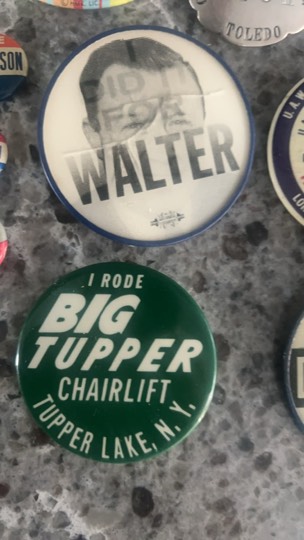 SON
TOLEDO
I DID IT
FOR
WALTER
U.A.W.
I RODE
BIG
TUPPER
CHAIRLIFT
TUPPER LAKE, N.Y.